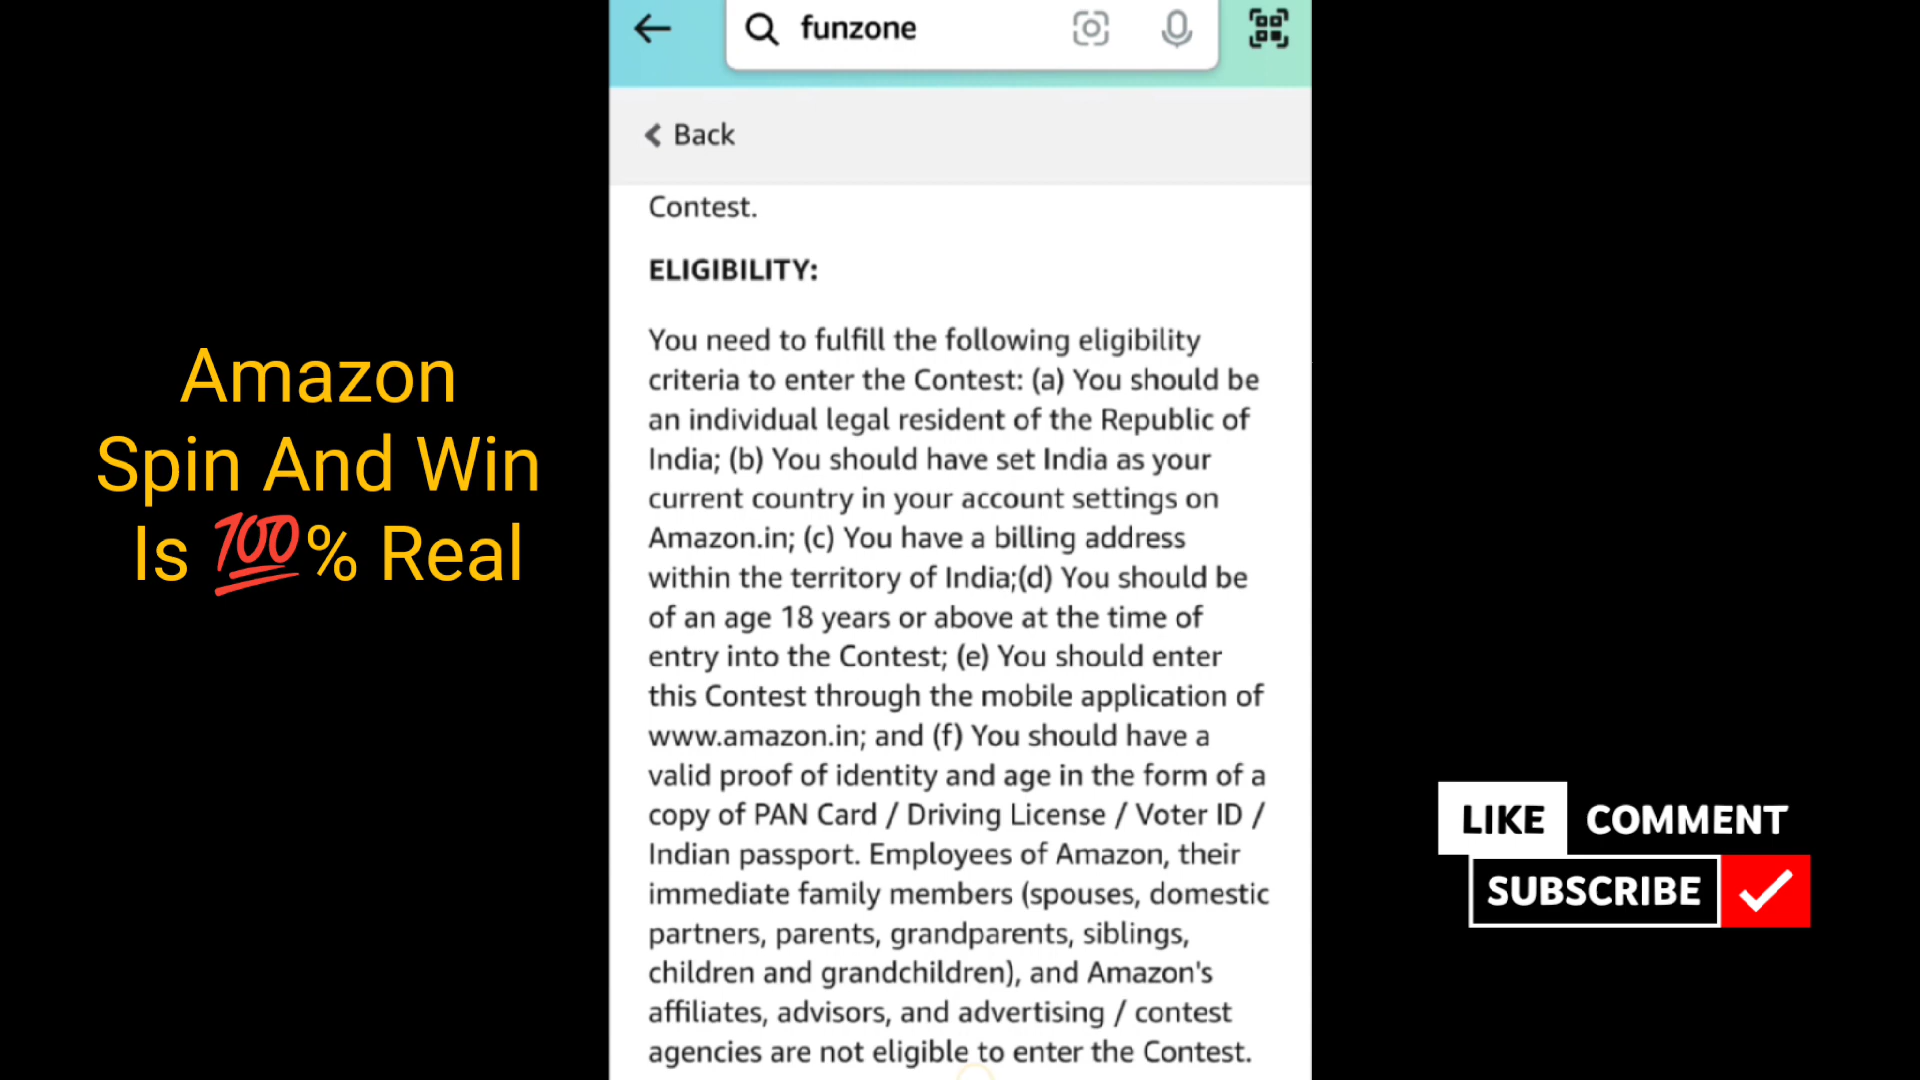 funzone
Back
Contest.
ELIGIBILITY:
You need to fulfill the following eligibility
criteria to enter the Contest: (a) You should be
an individual legal resident of the Republic of
India; (b) You should have set India as your
current country in your account settings on
Amazon.in; (c) You have a billing address
within the territory of India;(d) You should be
of an age 18 years or above at the time of
entry into the Contest; (e) You should enter
this Contest through the mobile application of
www.amazon.in; and (f) You should have a
valid proof of identity and age in the form of a
copy of PAN Card / Driving License / Voter ID /
Indian passport. Employees of Amazon, their
immediate family members (spouses, domestic
partners, parents, grandparents, siblings,
children and grandchildren), and Amazon's
affiliates, advisors, and advertising / contest
agencies are not eligible to enter the Contest.
Amazon
Spin And Win
Is 💯% Real
LIKE COMMENT
SUBSCRIBE